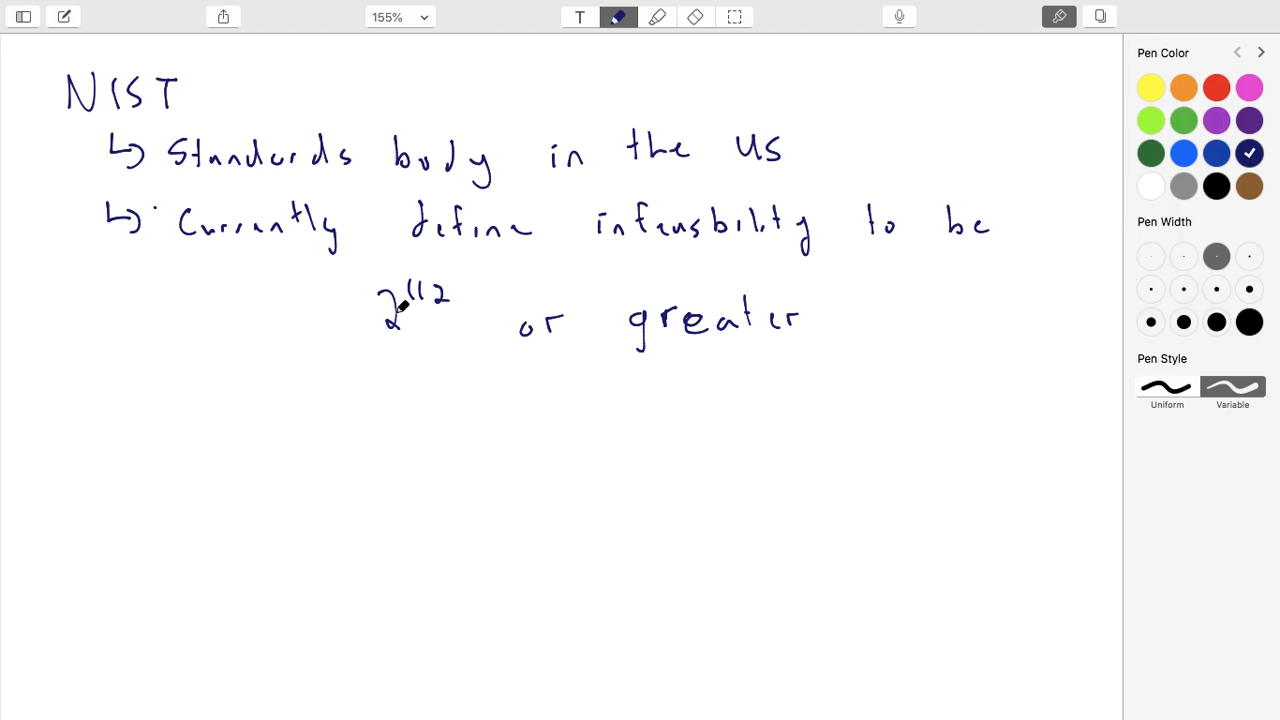 155%
T
Pen Color
NIST
↳ Standards body in the US
↳ Currently define infeasbility to be
2^112 or greater
Pen Width
Pen Style
Uniform Variable